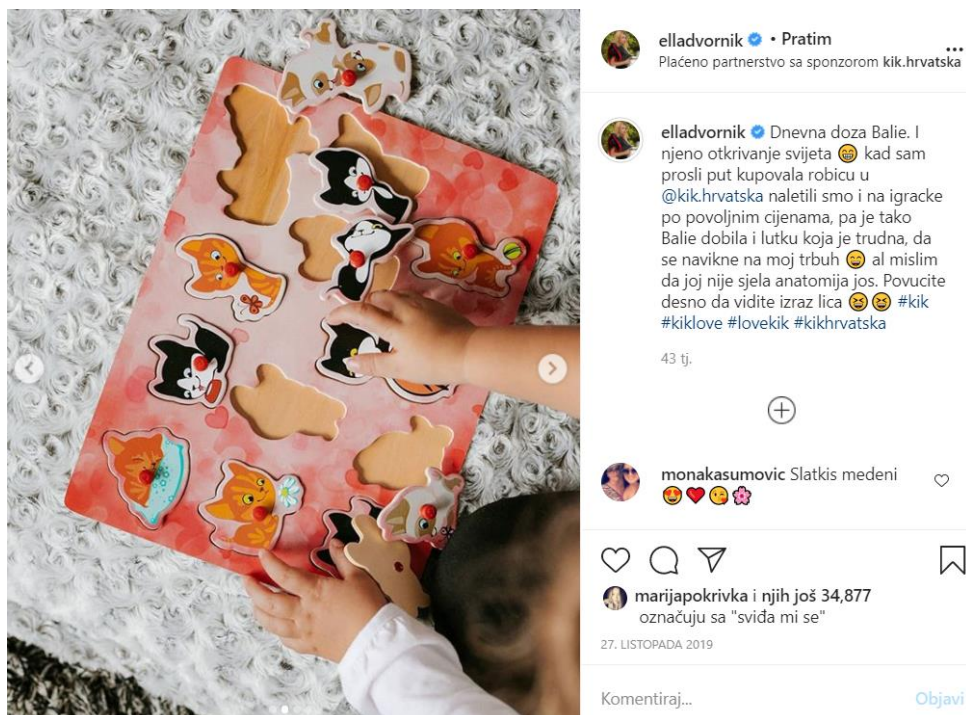 elladvornik • Pratim
Plaćeno partnerstvo sa sponzorom kik.hrvatska
elladvornik Dnevna doza Balie. I
njeno otkrivanje svijeta 😁 kad sam
prosli put kupovala robicu u
@kik.hrvatska naletili smo i na igracke
po povoljnim cijenama, pa je tako
Balie dobila i lutku koja je trudna, da
se navikne na moj trbuh 😄 al mislim
da joj nije sjela anatomija jos. Povucite
desno da vidite izraz lica 😆😆 #kik
#kiklove #lovekik #kikhrvatska
43 tj.
monakasumovic Slatkis medeni
😍❤️😘🌸
marijapokrivka i njih još 34,877
označuju sa "sviđa mi se"
27. LISTOPADA 2019
Komentiraj...
Objavi